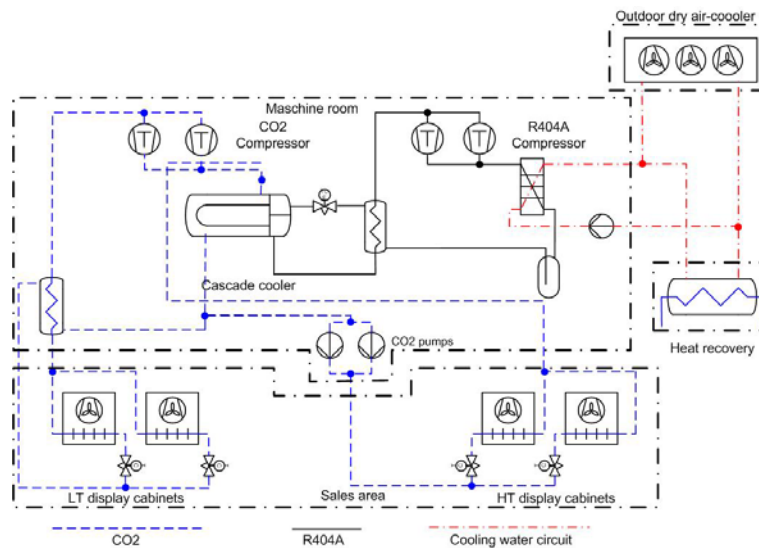 Outdoor dry air-coooler
Maschine room
CO2
Compressor
R404A
Compressor
Cascade cooler
CO2 pumps
Heat recovery
LT display cabinets
Sales area
HT display cabinets
CO2
R404A
Cooling water circuit